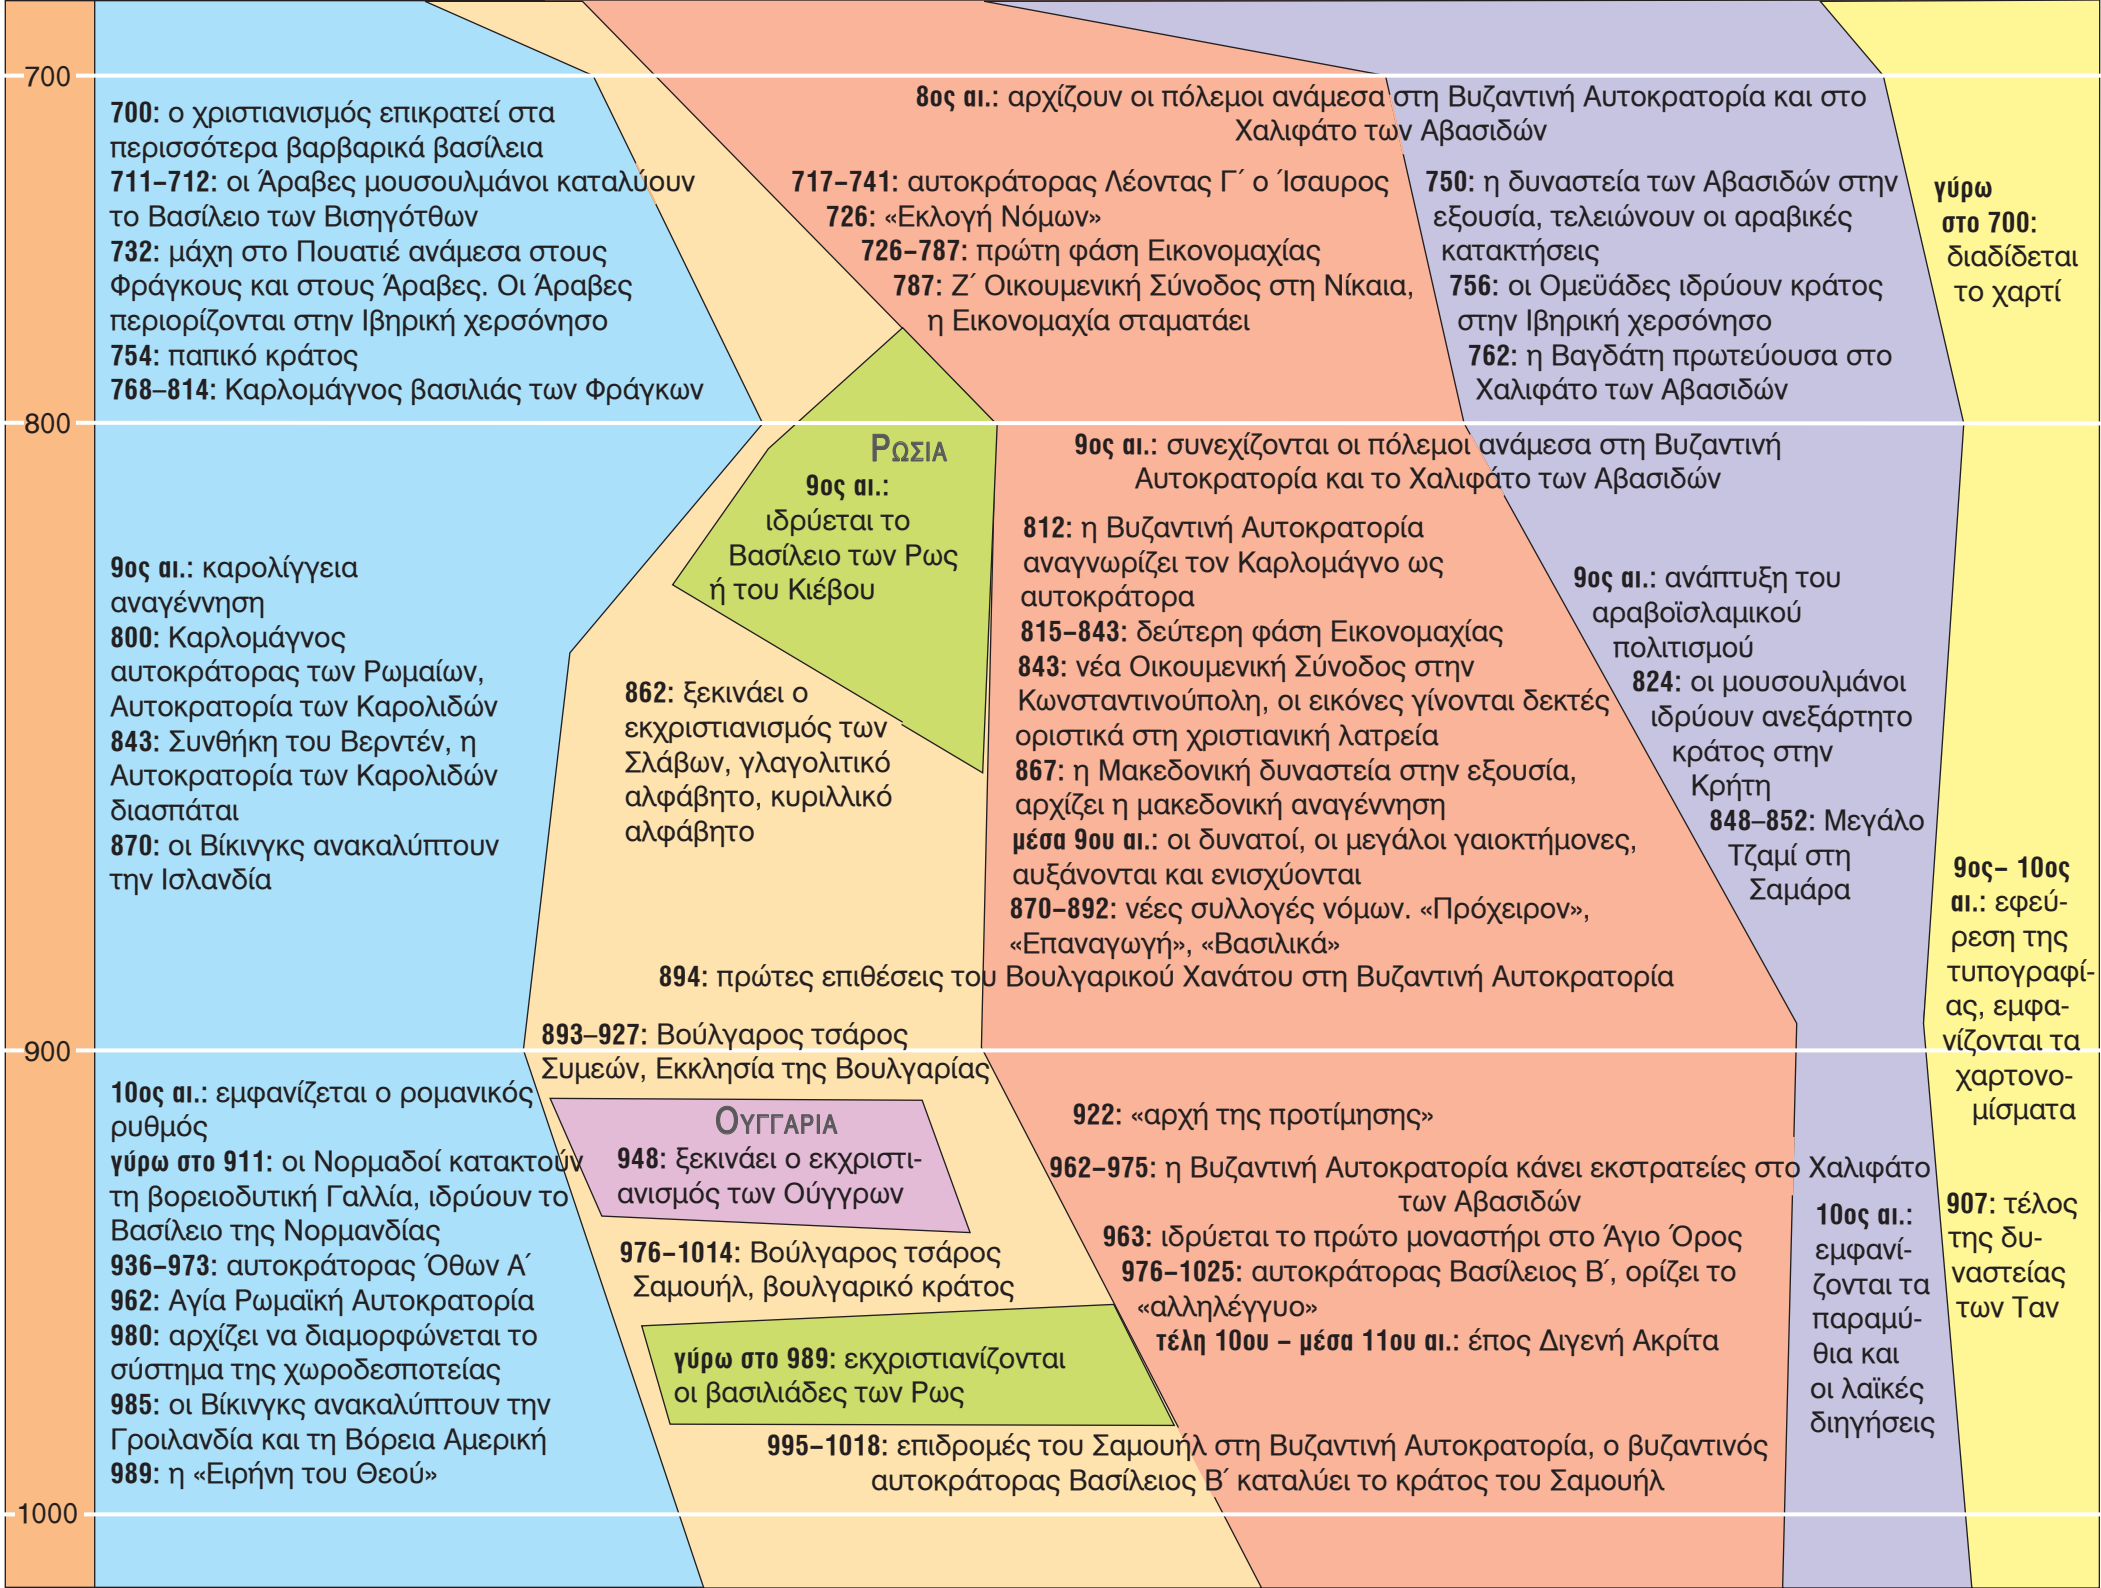 700
700: ο χριστιανισμός επικρατεί στα
περισσότερα βαρβαρικά βασίλεια
711–712: οι Άραβες μουσουλμάνοι καταλύουν
το Βασίλειο των Βισηγότθων
732: μάχη στο Πουατιέ ανάμεσα στους
Φράγκους και στους Άραβες. Οι Άραβες
περιορίζονται στην Ιβηρική χερσόνησο
754: παπικό κράτος
768–814: Καρλομάγνος βασιλιάς των Φράγκων
8ος αι.: αρχίζουν οι πόλεμοι ανάμεσα στη Βυζαντινή Αυτοκρατορία και στο
Χαλιφάτο των Αβασιδών
717–741: αυτοκράτορας Λέοντας Γ΄ ο Ίσαυρος
726: «Εκλογή Νόμων»
726–787: πρώτη φάση Εικονομαχίας
787: Ζ΄ Οικουμενική Σύνοδος στη Νίκαια,
η Εικονομαχία σταματάει
750: η δυναστεία των Αβασιδών στην
εξουσία, τελειώνουν οι αραβικές
κατακτήσεις
756: οι Ομεϋάδες ιδρύουν κράτος
στην Ιβηρική χερσόνησο
762: η Βαγδάτη πρωτεύουσα στο
Χαλιφάτο των Αβασιδών
γύρω
στο 700:
διαδίδεται
το χαρτί
800
9ος αι.: καρολίγγεια
αναγέννηση
800: Καρλομάγνος
αυτοκράτορας των Ρωμαίων,
Αυτοκρατορία των Καρολιδών
843: Συνθήκη του Βερντέν, η
Αυτοκρατορία των Καρολιδών
διασπάται
870: οι Βίκινγκς ανακαλύπτουν
την Ισλανδία
ΡΩΣΙΑ
9ος αι.:
ιδρύεται το
Βασίλειο των Ρως
ή του Κιέβου
862: ξεκινάει ο
εκχριστιανισμός των
Σλάβων, γλαγολιτικό
αλφάβητο, κυριλλικό
αλφάβητο
9ος αι.: συνεχίζονται οι πόλεμοι ανάμεσα στη Βυζαντινή
Αυτοκρατορία και το Χαλιφάτο των Αβασιδών
812: η Βυζαντινή Αυτοκρατορία
αναγνωρίζει τον Καρλομάγνο ως
αυτοκράτορα
815–843: δεύτερη φάση Εικονομαχίας
843: νέα Οικουμενική Σύνοδος στην
Κωνσταντινούπολη, οι εικόνες γίνονται δεκτές
οριστικά στη χριστιανική λατρεία
867: η Μακεδονική δυναστεία στην εξουσία,
αρχίζει η μακεδονική αναγέννηση
μέσα 9ου αι.: οι δυνατοί, οι μεγάλοι γαιοκτήμονες,
αυξάνονται και ενισχύονται
870–892: νέες συλλογές νόμων. «Πρόχειρον»,
«Επαναγωγή», «Βασιλικά»
894: πρώτες επιθέσεις του Βουλγαρικού Χανάτου στη Βυζαντινή Αυτοκρατορία
893–927: Βούλγαρος τσάρος
Συμεών, Εκκλησία της Βουλγαρίας
9ος αι.: ανάπτυξη του
αραβοϊσλαμικού
πολιτισμού
824: οι μουσουλμάνοι
ιδρύουν ανεξάρτητο
κράτος στην
Κρήτη
848–852: Μεγάλο
Τζαμί στη
Σαμάρα
9ος– 10ος
αι.: εφεύ-
ρεση της
τυπογραφί-
ας, εμφα-
νίζονται τα
χαρτονο-
μίσματα
900
10ος αι.: εμφανίζεται ο ρομανικός
ρυθμός
γύρω στο 911: οι Νορμαδοί κατακτούν
τη βορειοδυτική Γαλλία, ιδρύουν το
Βασίλειο της Νορμανδίας
936–973: αυτοκράτορας Όθων Α΄
962: Αγία Ρωμαϊκή Αυτοκρατορία
980: αρχίζει να διαμορφώνεται το
σύστημα της χωροδεσποτείας
985: οι Βίκινγκς ανακαλύπτουν την
Γροιλανδία και τη Βόρεια Αμερική
989: η «Ειρήνη του Θεού»
ΟΥΓΓΑΡΙΑ
948: ξεκινάει ο εκχριστι-
ανισμός των Ούγγρων
976–1014: Βούλγαρος τσάρος
Σαμουήλ, βουλγαρικό κράτος
γύρω στο 989: εκχριστιανίζονται
οι βασιλιάδες των Ρως
922: «αρχή της προτίμησης»
962–975: η Βυζαντινή Αυτοκρατορία κάνει εκστρατείες στο Χαλιφάτο
των Αβασιδών
963: ιδρύεται το πρώτο μοναστήρι στο Άγιο Όρος
976–1025: αυτοκράτορας Βασίλειος Β΄, ορίζει το
«αλληλέγγυο»
τέλη 10ου – μέσα 11ου αι.: έπος Διγενή Ακρίτα
995–1018: επιδρομές του Σαμουήλ στη Βυζαντινή Αυτοκρατορία, ο βυζαντινός
αυτοκράτορας Βασίλειος Β΄ καταλύει το κράτος του Σαμουήλ
10ος αι.:
εμφανί-
ζονται τα
παραμύ-
θια και
οι λαϊκές
διηγήσεις
907: τέλος
της δυ-
ναστείας
των Ταν
1000